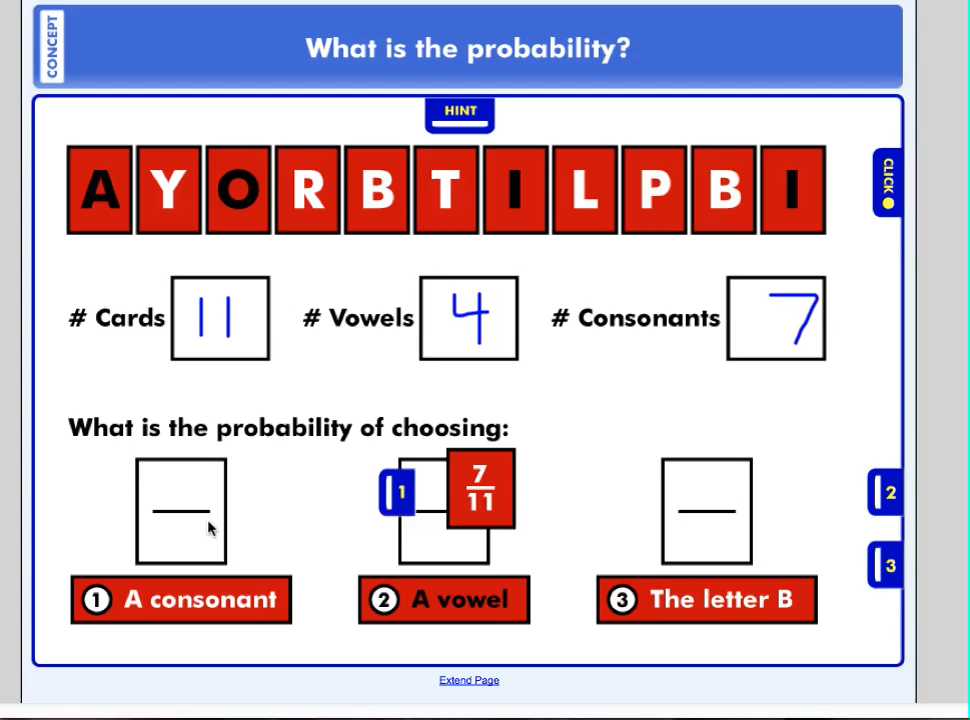 CONCEPT
What is the probability?
HINT
CLICK
A Y O R B T I L P B I
# Cards 11 # Vowels 4 # Consonants 7
What is the probability of choosing:
1 7/11 2
3
1 A consonant 2 A vowel 3 The letter B
Extend Page